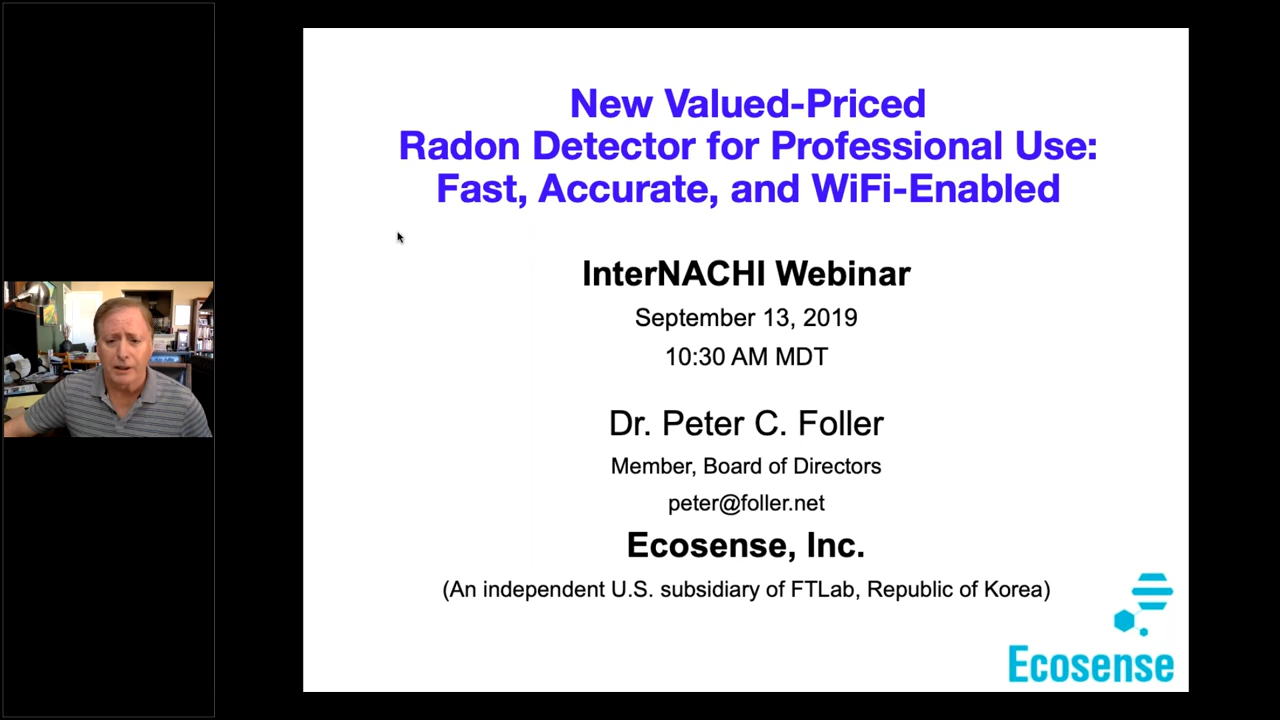 New Valued-Priced
Radon Detector for Professional Use:
Fast, Accurate, and WiFi-Enabled
InterNACHI Webinar
September 13, 2019
10:30 AM MDT
Dr. Peter C. Foller
Member, Board of Directors
peter@foller.net
Ecosense, Inc.
(An independent U.S. subsidiary of FTLab, Republic of Korea)
Ecosense